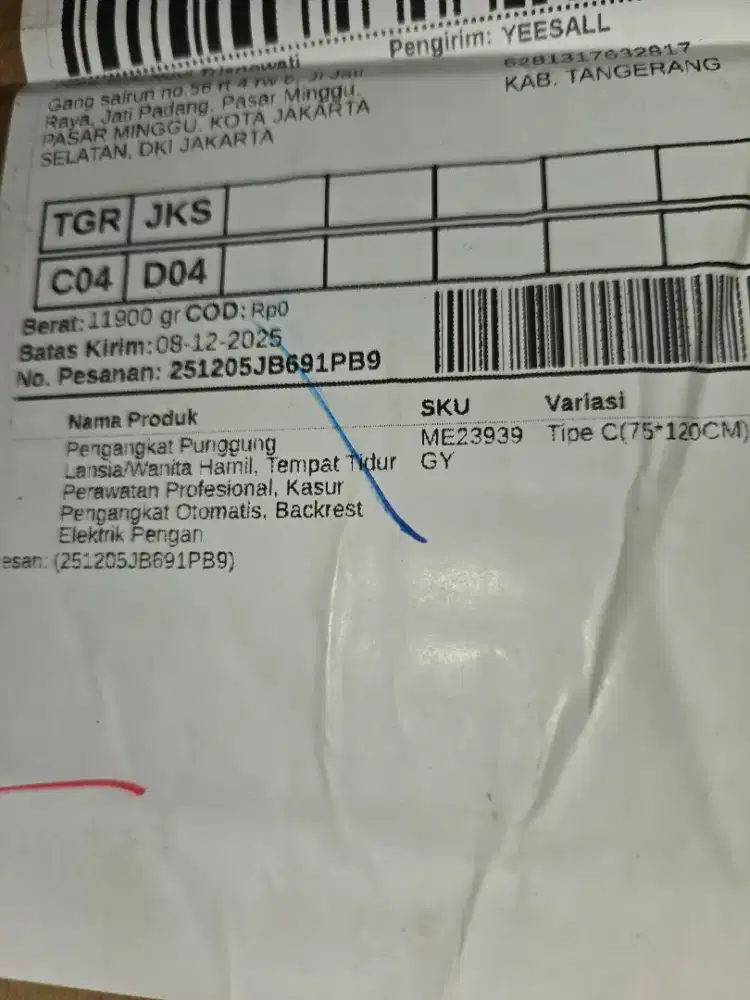 Pengirim: YEESALL
6281317632817
KAB. TANGERANG
Gang sairun no.56 rt 4 rw 6, Jl Jati
Raya, Jati Padang, Pasar Minggu.
PASAR MINGGU, KOTA JAKARTA
SELATAN, DKI JAKARTA
TGR JKS
C04 D04
Berat: 11900 gr COD: Rp0
Batas Kirim: 08-12-2025
No. Pesanan: 251205JB691PB9
Nama Produk SKU Variasi
Pengangkat Punggung ME23939 Tipe C(75*120CM)
Lansia/Wanita Hamil, Tempat Tidur GY
Perawatan Profesional, Kasur
Pengangkat Otomatis, Backrest
Elektrik Pengan
esan: (251205JB691PB9)